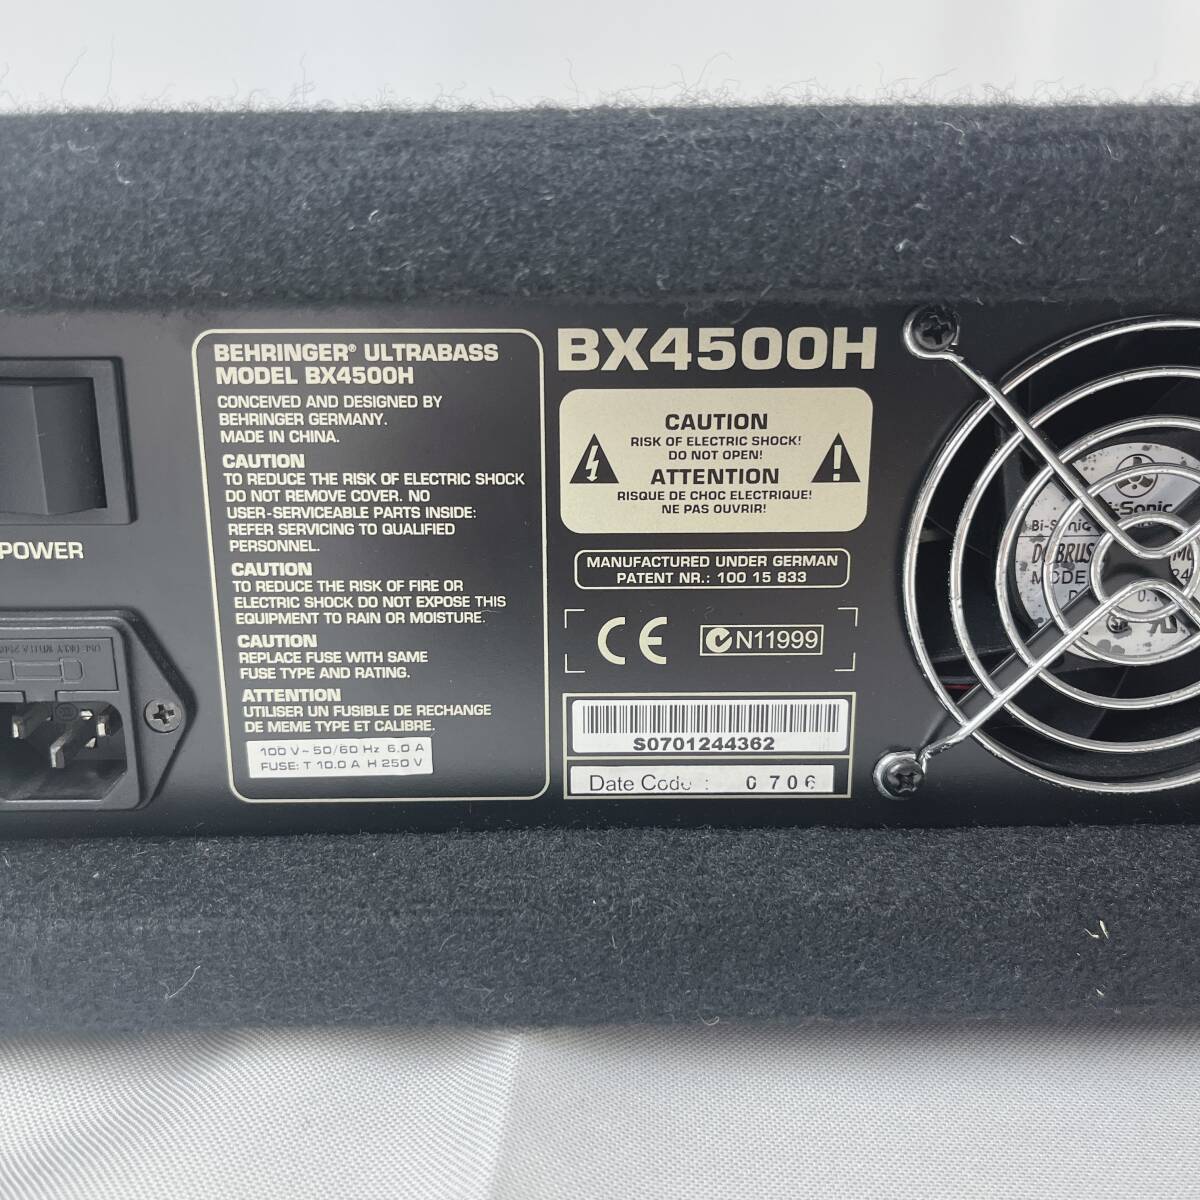 BEHRINGER® ULTRABASS
MODEL BX4500H
CONCEIVED AND DESIGNED BY
BEHRINGER GERMANY.
MADE IN CHINA.
CAUTION
TO REDUCE THE RISK OF ELECTRIC SHOCK
DO NOT REMOVE COVER. NO
USER-SERVICEABLE PARTS INSIDE:
REFER SERVICING TO QUALIFIED
PERSONNEL.
CAUTION
TO REDUCE THE RISK OF FIRE OR
ELECTRIC SHOCK DO NOT EXPOSE THIS
EQUIPMENT TO RAIN OR MOISTURE.
CAUTION
REPLACE FUSE WITH SAME
FUSE TYPE AND RATING.
ATTENTION
UTILISER UN FUSIBLE DE RECHANGE
DE MEME TYPE ET CALIBRE.
100 V~ 50/60 Hz 6.0 A
FUSE: T 10.0 A H 250 V
POWER
BX4500H
CAUTION
RISK OF ELECTRIC SHOCK!
DO NOT OPEN!
ATTENTION
RISQUE DE CHOC ELECTRIQUE!
NE PAS OUVRIR!
MANUFACTURED UNDER GERMAN
PATENT NR.: 100 15 833
CE
N11999
S0701244362
Date Code : 0706
Bi-Sonic